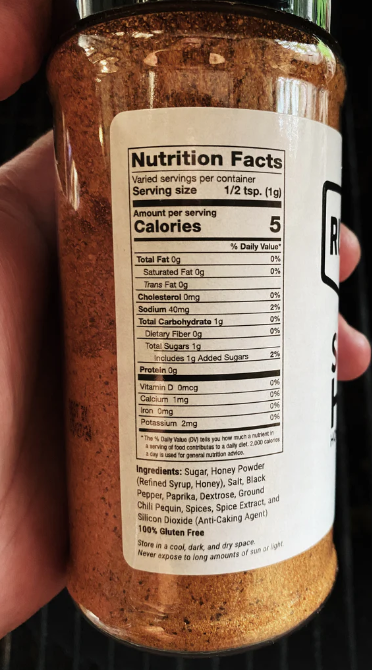 Nutrition Facts
Varied servings per container
Serving size 1/2 tsp. (1g)
Amount per serving
Calories 5
% Daily Value*
Total Fat 0g 0%
Saturated Fat 0g 0%
Trans Fat 0g
Cholesterol 0mg 0%
Sodium 40mg 2%
Total Carbohydrate 1g 0%
Dietary Fiber 0g 0%
Total Sugars 1g
Includes 1g Added Sugars 2%
Protein 0g
Vitamin D 0mcg 0%
Calcium 1mg 0%
Iron 0mg 0%
Potassium 2mg 0%
* The % Daily Value (DV) tells you how much a nutrient in
a serving of food contributes to a daily diet. 2,000 calories
a day is used for general nutrition advice.
Ingredients: Sugar, Honey Powder
(Refined Syrup, Honey), Salt, Black
Pepper, Paprika, Dextrose, Ground
Chili Pequin, Spices, Spice Extract, and
Silicon Dioxide (Anti-Caking Agent)
100% Gluten Free
Store in a cool, dark, and dry space.
Never expose to long amounts of sun or light.